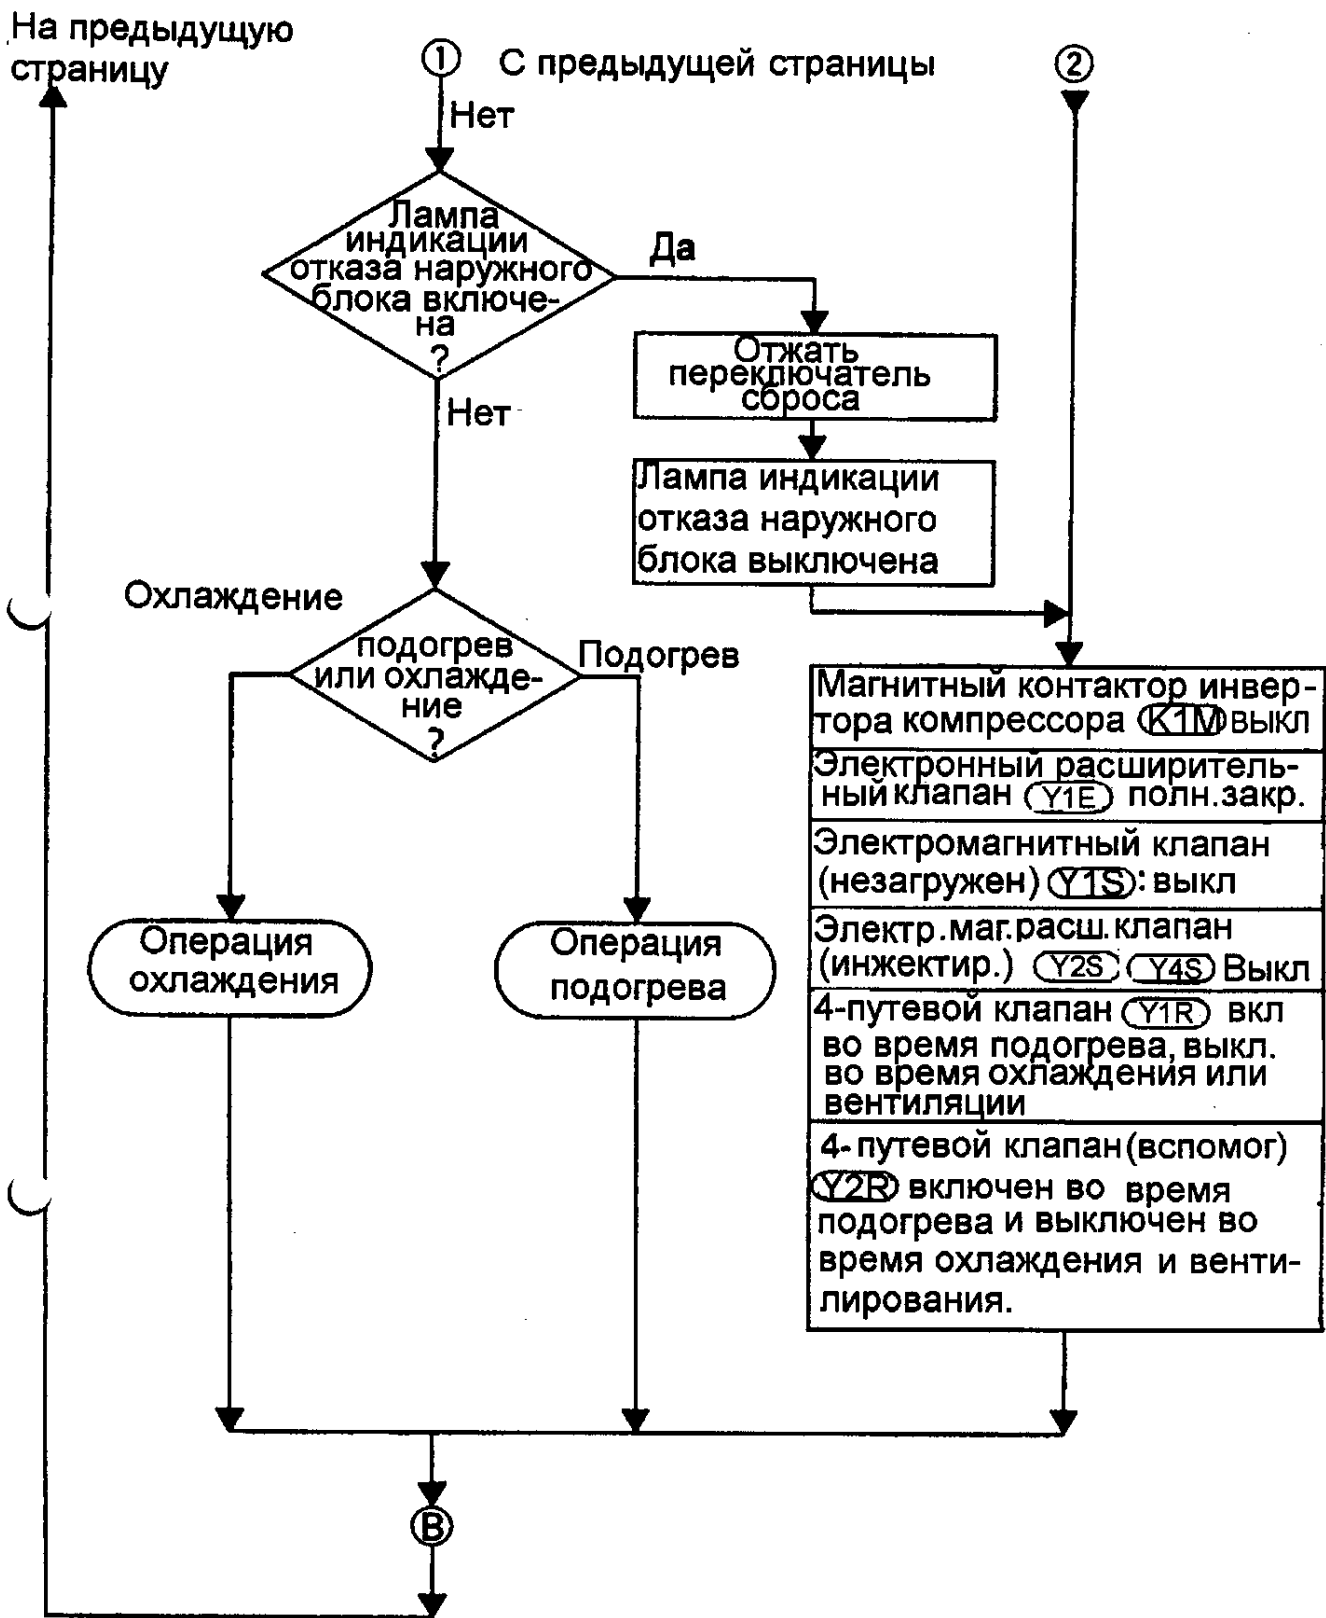 На предыдущую
страницу
1 С предыдущей страницы 2
Нет
Лампа
индикации
отказа наружного
блока включе-
на
?
Да
Отжать
переключатель
сброса
Нет
Лампа индикации
отказа наружного
блока выключена
Охлаждение
подогрев
или охлажде-
ние
?
Подогрев
Магнитный контактор инвер-
тора компрессора K1M выкл
Электронный расширитель-
ный клапан Y1E полн.закр.
Электромагнитный клапан
(незагружен) Y1S: выкл
Электр.маг.расш.клапан
(инжектир.) Y2S Y4S Выкл
4-путевой клапан Y1R вкл
во время подогрева, выкл.
во время охлаждения или
вентиляции
4-путевой клапан (вспомог)
Y2R включен во время
подогрева и выключен во
время охлаждения и венти-
лирования.
Операция
охлаждения
Операция
подогрева
B